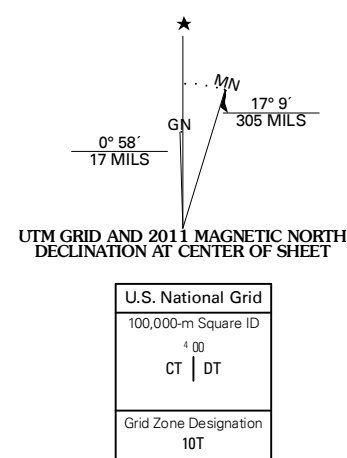 ★
MN
GN
17° 9´
305 MILS
0° 58´
17 MILS
UTM GRID AND 2011 MAGNETIC NORTH
DECLINATION AT CENTER OF SHEET
U.S. National Grid
100,000-m Square ID
4 00
CT | DT
Grid Zone Designation
10T